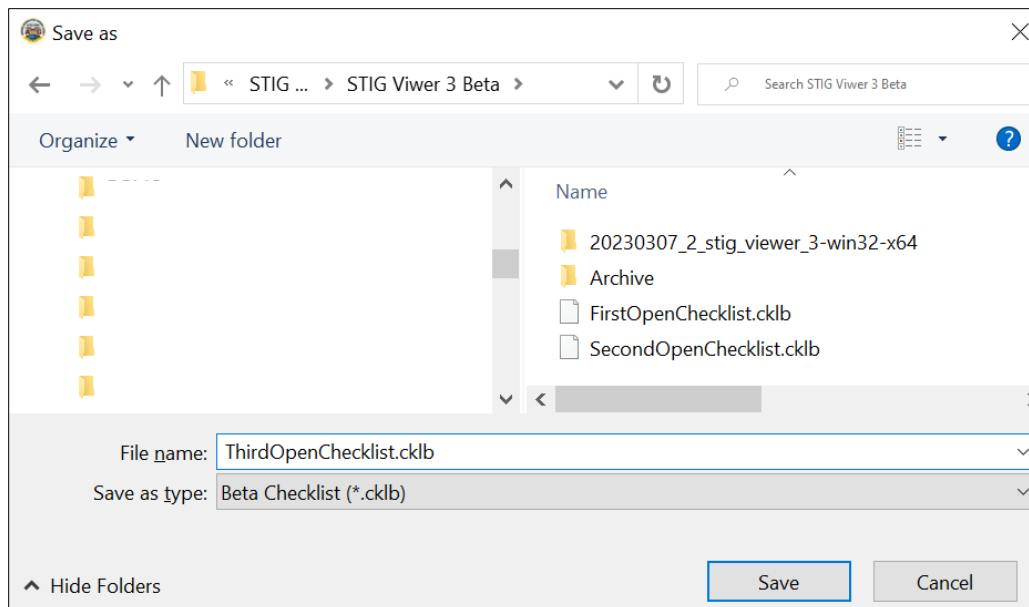 Save as
« STIG ... > STIG Viwer 3 Beta >
Search STIG Viwer 3 Beta
Organize
New folder
?
Name
20230307_2_stig_viewer_3-win32-x64
Archive
FirstOpenChecklist.cklb
SecondOpenChecklist.cklb
File name: ThirdOpenChecklist.cklb
Save as type: Beta Checklist (*.cklb)
Hide Folders
Save
Cancel